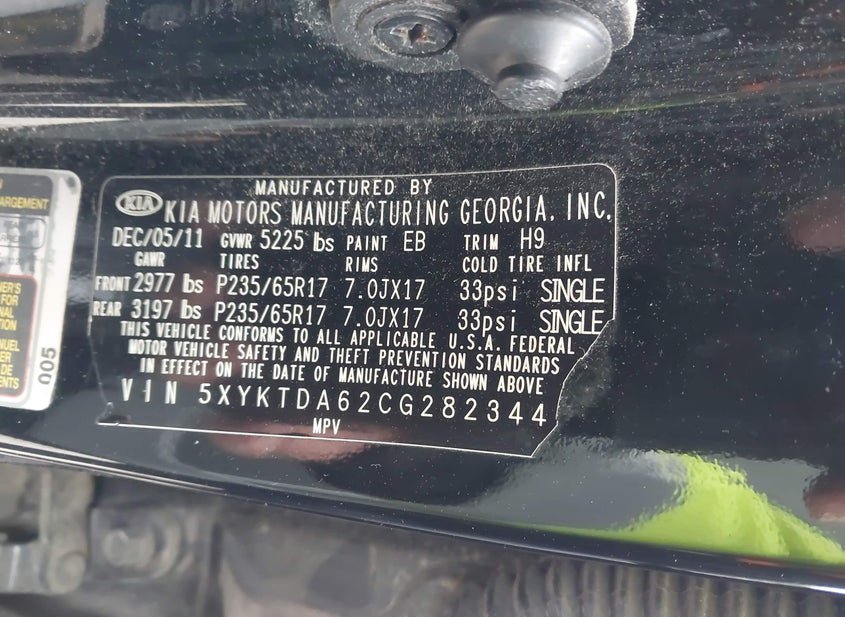 ARGEMENT
005
MANUFACTURED BY
KIA KIA MOTORS MANUFACTURING GEORGIA, INC.
DEC/05/11 GVWR 5225 lbs PAINT EB TRIM H9
GAWR TIRES RIMS COLD TIRE INFL
FRONT 2977 lbs P235/65R17 7.0JX17 33psi SINGLE
REAR 3197 lbs P235/65R17 7.0JX17 33psi SINGLE
THIS VEHICLE CONFORMS TO ALL APPLICABLE U.S.A. FEDERAL
MOTOR VEHICLE SAFETY AND THEFT PREVENTION STANDARDS
IN EFFECT ON THE DATE OF MANUFACTURE SHOWN ABOVE
VIN 5XYKTDA62CG282344
MPV